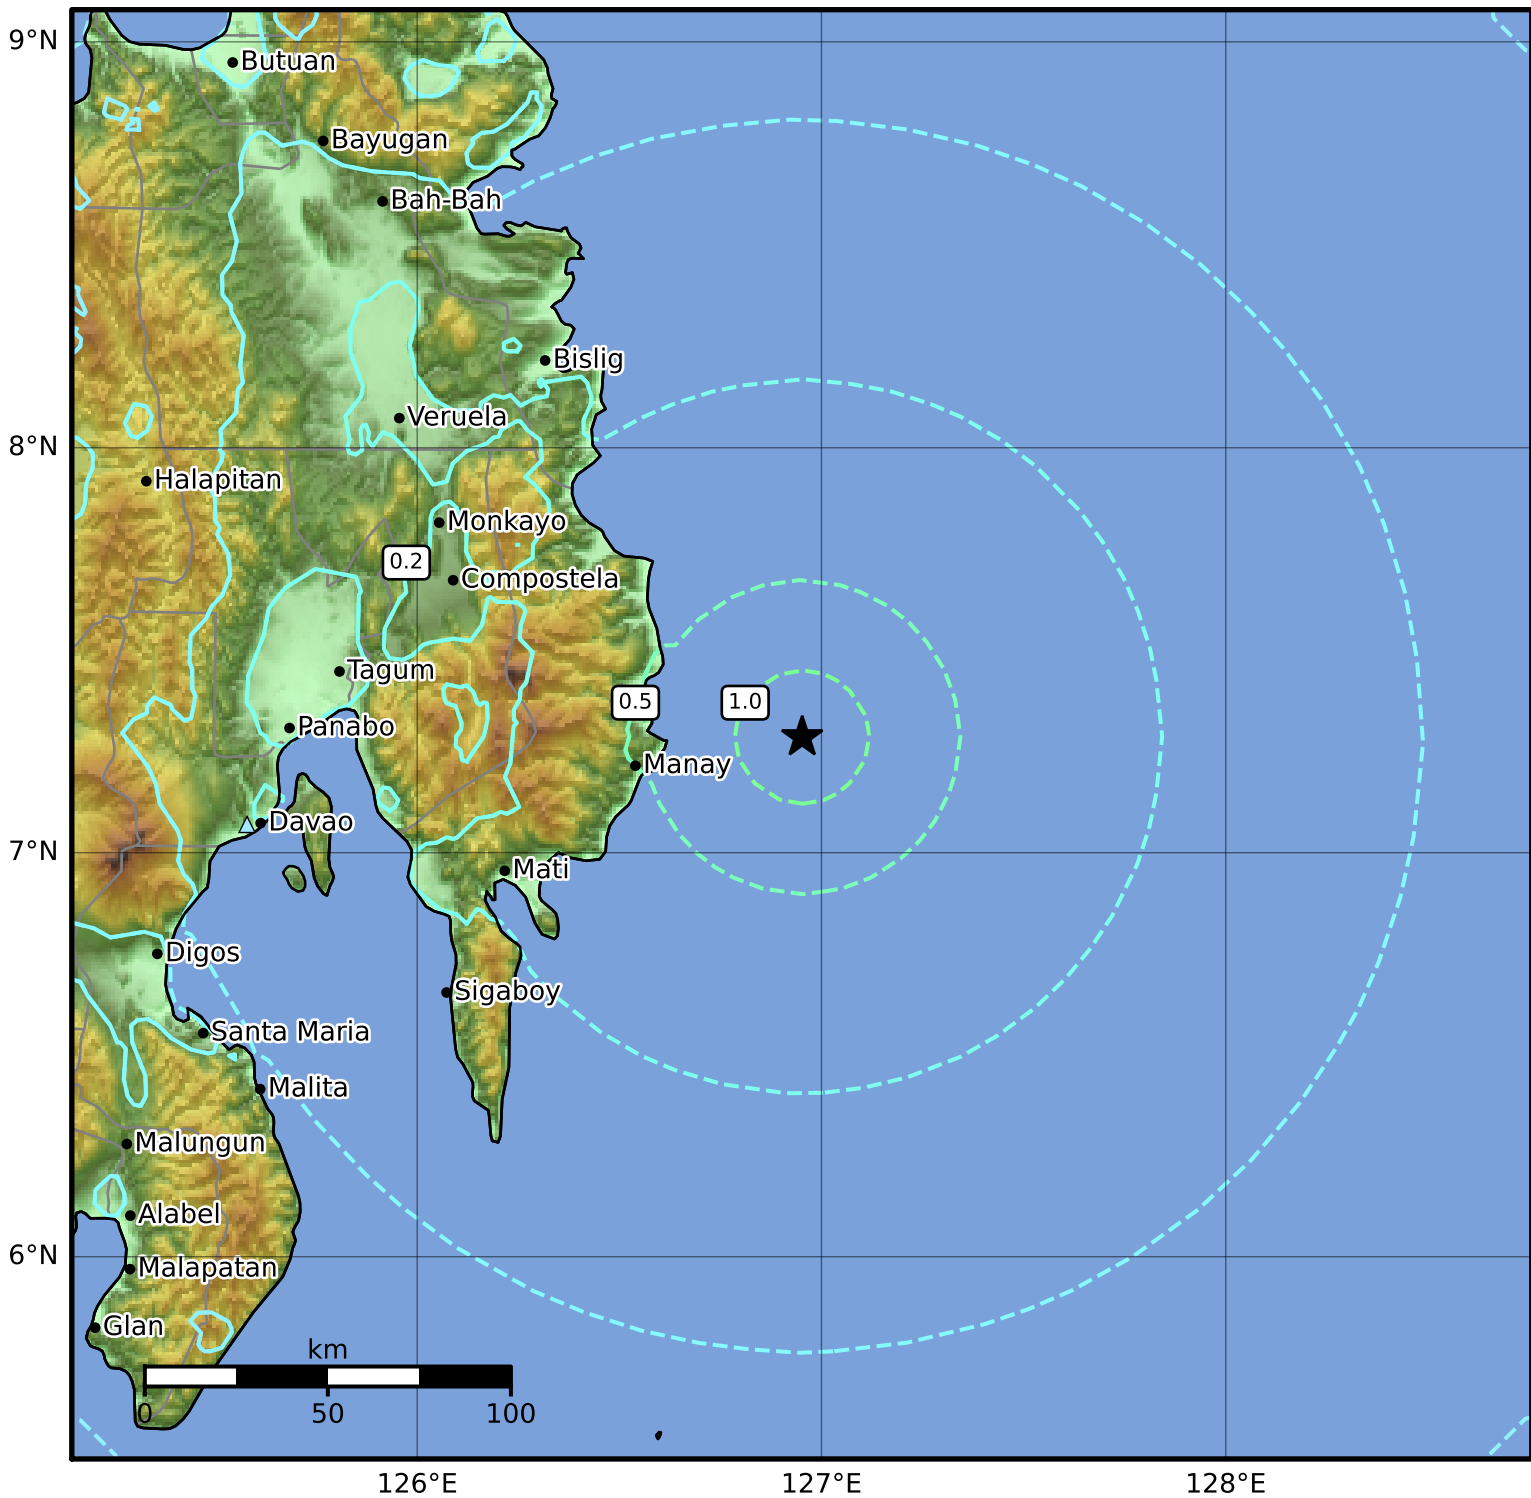 9°N
Butuan
Bayugan
Bah-Bah
Bislig
Veruela
8°N
Halapitan
Monkayo
0.2
Compostela
Tagum
0.5
1.0
Panabo
Manay
Davao
7°N
Mati
Digos
Sigaboy
Santa Maria
Malita
Malungun
Alabel
6°N
Malapatan
Glan
km
0 50 100
126°E 127°E 128°E